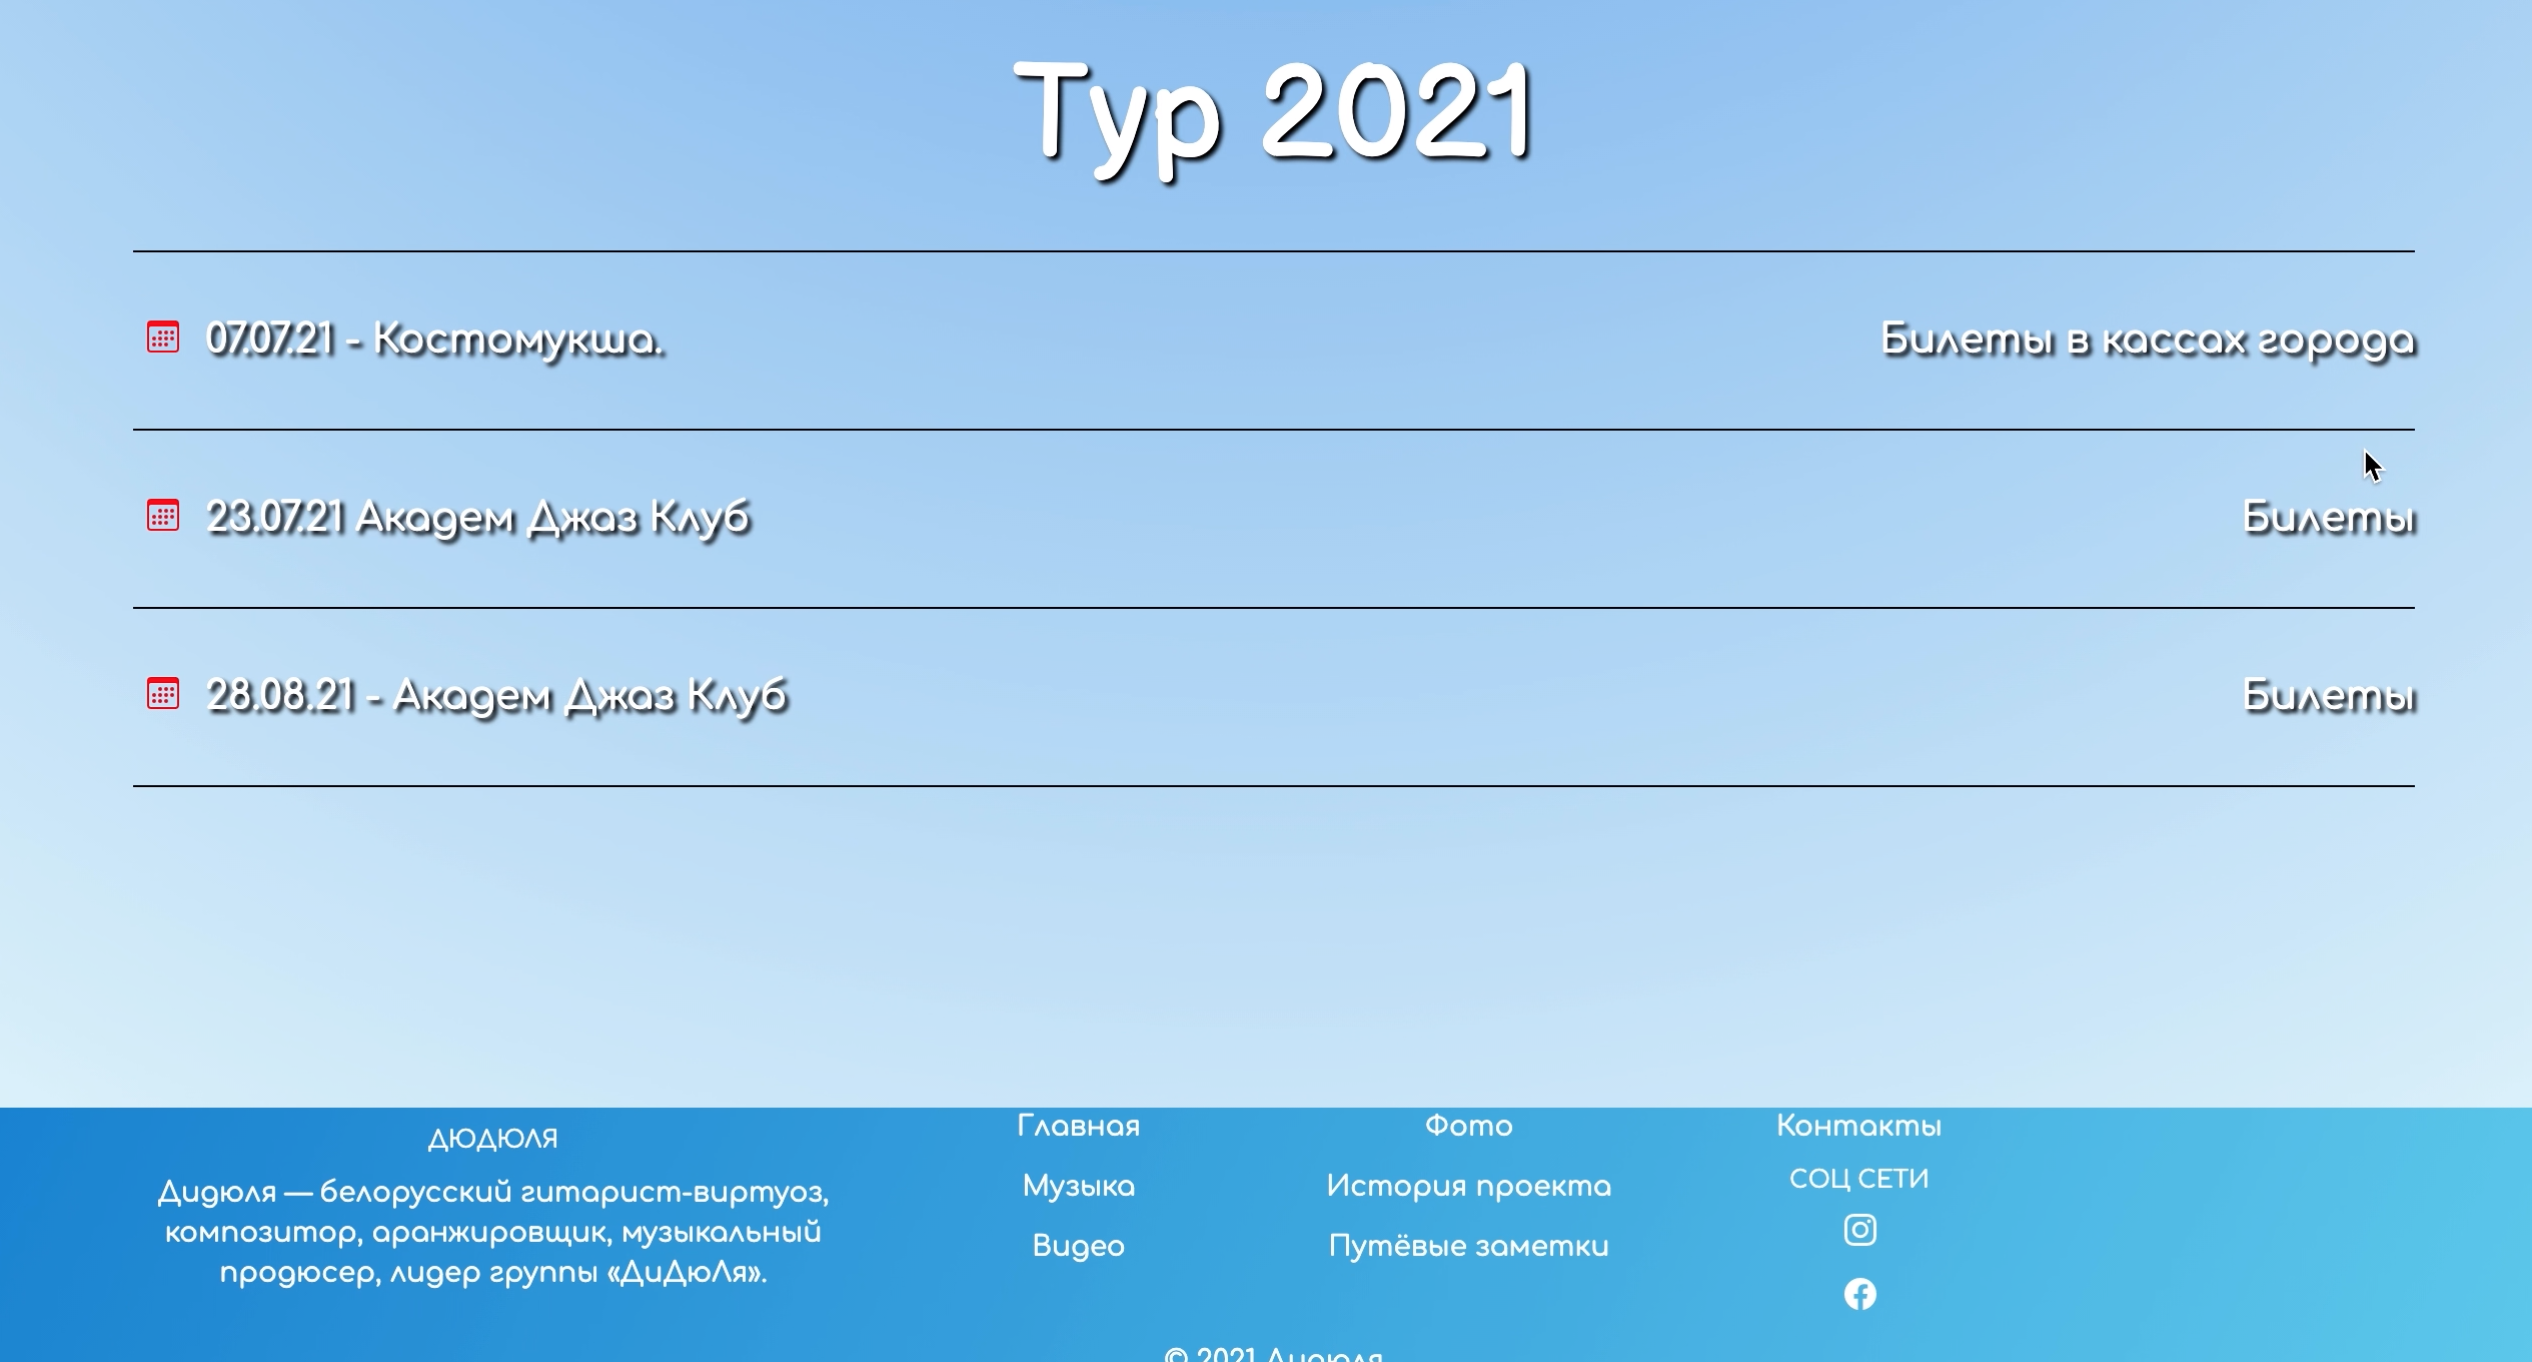 Тур 2021
07.07.21 - Костомукша.
Билеты в кассах города
23.07.21 Академ Джаз Клуб
Билеты
28.08.21 - Академ Джаз Клуб
Билеты
ДЮДЮЛЯ
Дидюля — белорусский гитарист-виртуоз,
композитор, аранжировщик, музыкальный
продюсер, лидер группы «ДиДюЛя».
Главная
Музыка
Видео
Фото
История проекта
Путёвые заметки
Контакты
СОЦ СЕТИ
© 2021 Дидюля